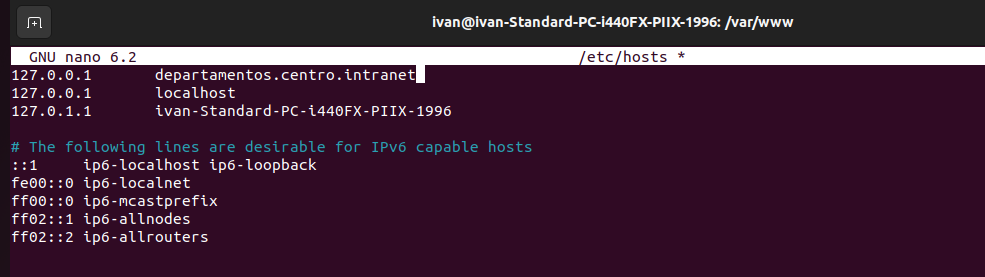 ivan@ivan-Standard-PC-i440FX-PIIX-1996: /var/www
GNU nano 6.2 /etc/hosts *
127.0.0.1 departamentos.centro.intranet
127.0.0.1 localhost
127.0.1.1 ivan-Standard-PC-i440FX-PIIX-1996
# The following lines are desirable for IPv6 capable hosts
::1 ip6-localhost ip6-loopback
fe00::0 ip6-localnet
ff00::0 ip6-mcastprefix
ff02::1 ip6-allnodes
ff02::2 ip6-allrouters